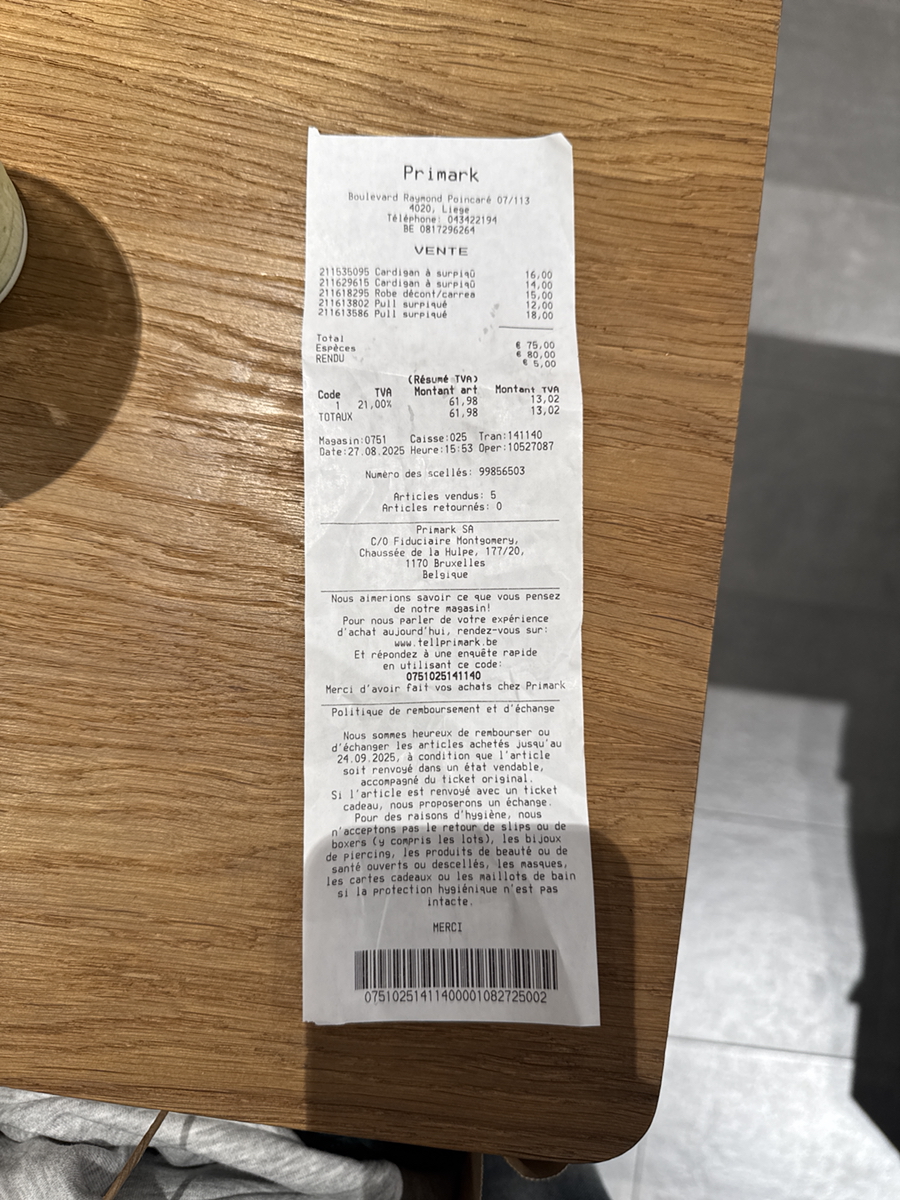 Primark
Boulevard Raymond Poincaré 07/113
4020, Liege
Téléphone: 043422194
BE 0817296264
VENTE
211535095 Cardigan à surpiqû 16,00
211629615 Cardigan à surpiqû 14,00
211618295 Robe décont/carrea 15,00
211613802 Pull surpiqué 12,00
211613586 Pull surpiqué 18,00
Total € 75,00
Espèces € 80,00
RENDU € 5,00
(Résumé TVA)
Code TVA Montant art Montant TVA
1 21,00% 61,98 13,02
TOTAUX 61,98 13,02
Magasin:0751 Caisse:025 Tran:141140
Date:27.08.2025 Heure:15:53 Oper:10527087
Numéro des scellés: 99856503
Articles vendus: 5
Articles retournés: 0
Primark SA
C/O Fiduciaire Montgomery,
Chaussée de la Hulpe, 177/20,
1170 Bruxelles
Belgique
Nous aimerions savoir ce que vous pensez
de notre magasin!
Pour nous parler de votre expérience
d'achat aujourd'hui, rendez-vous sur:
www.tellprimark.be
Et répondez à une enquête rapide
en utilisant ce code:
0751025141140
Merci d'avoir fait vos achats chez Primark
Politique de remboursement et d'échange
Nous sommes heureux de rembourser ou
d'échanger les articles achetés jusqu'au
24.09.2025, à condition que l'article
soit renvoyé dans un état vendable,
accompagné du ticket original.
Si l'article est renvoyé avec un ticket
cadeau, nous proposerons un échange.
Pour des raisons d'hygiène, nous
n'acceptons pas le retour de slips ou de
boxers (y compris les lots), les bijoux
de piercing, les produits de beauté ou de
santé ouverts ou descellés, les masques,
les cartes cadeaux ou les maillots de bain
si la protection hygiénique n'est pas
intacte.
MERCI
07510251411400001082725002